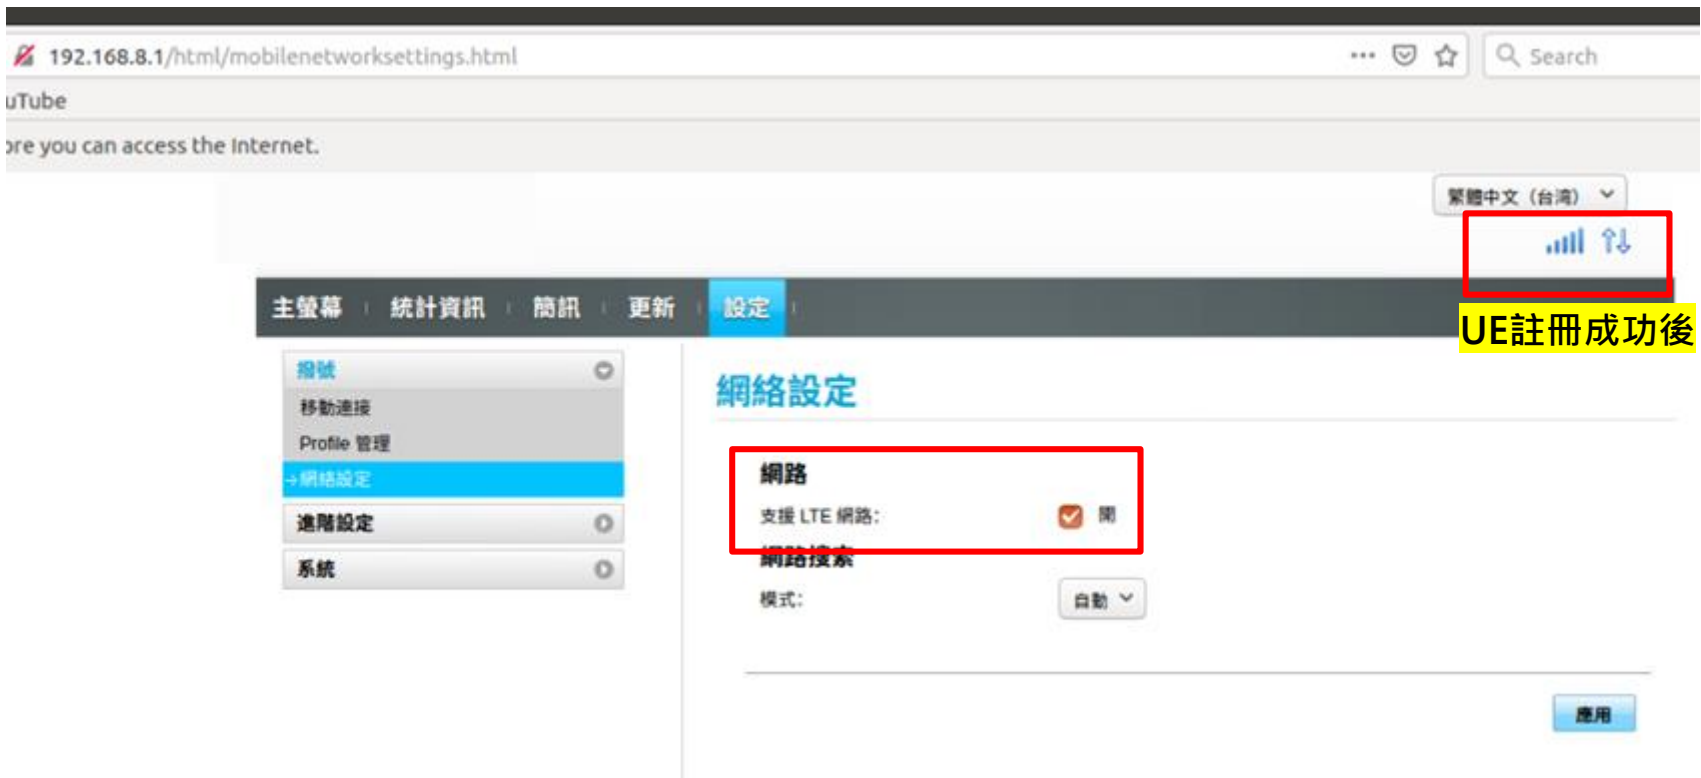 192.168.8.1/html/mobilenetworksettings.html
Search
uTube
ore you can access the Internet.
繁體中文（台湾）
主螢幕 統計資訊 簡訊 更新 設定
UE註冊成功後
撥號
移動連接
Profile 管理
→網絡設定
進階設定
系統
網絡設定
網路
支援 LTE 網路： 開
網路搜索
模式： 自動
應用